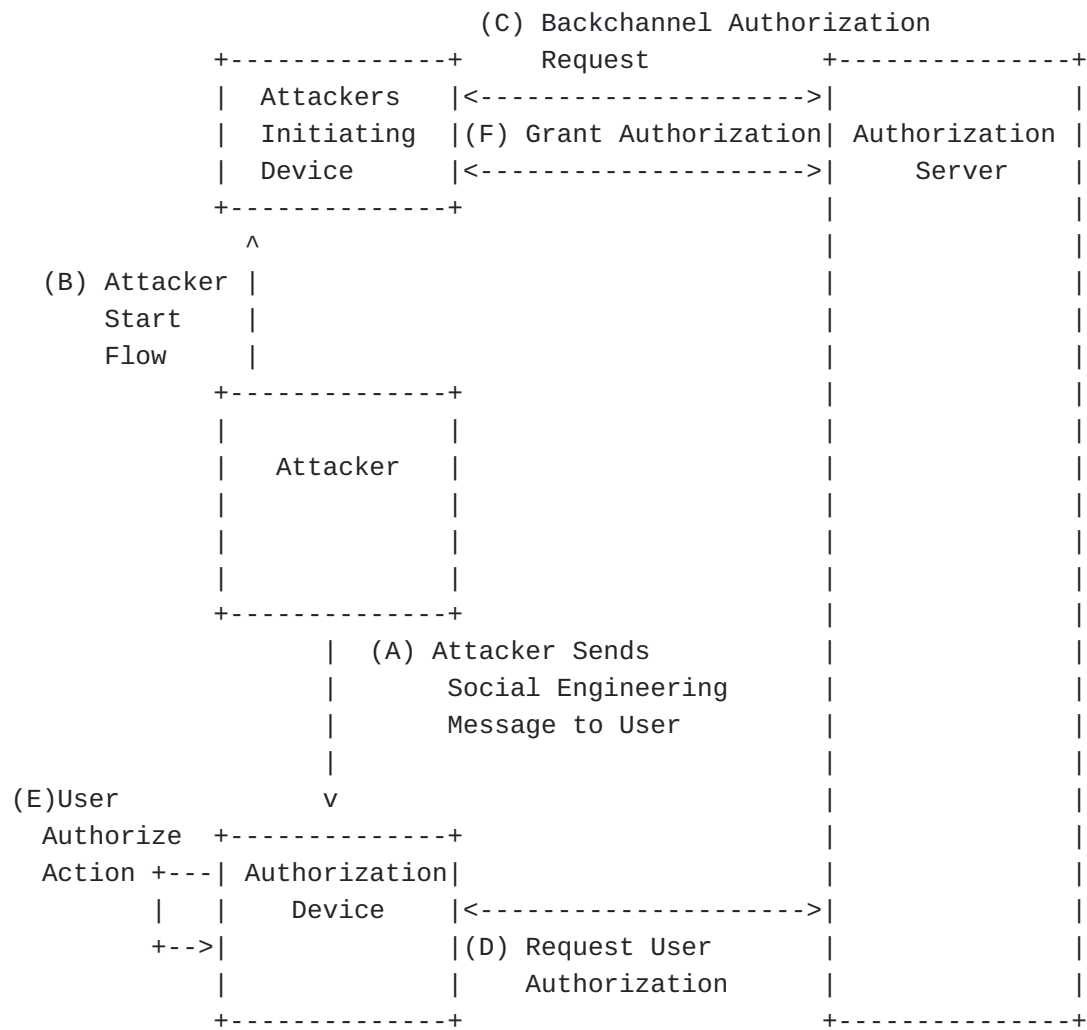 (C) Backchannel Authorization
+--------------+     Request           +---------------+
|  Attackers   |<--------------------->|               |
|  Initiating  |(F) Grant Authorization| Authorization |
|  Device      |<--------------------->|     Server    |
+--------------+                       |               |
^                                    |               |
(B) Attacker |                                     |               |
Start    |                                     |               |
Flow     |                                     |               |
+--------------+                       |               |
|              |                       |               |
|   Attacker   |                       |               |
|              |                       |               |
|              |                       |               |
|              |                       |               |
+--------------+                       |               |
|  (A) Attacker Sends           |               |
|       Social Engineering      |               |
|       Message to User         |               |
|                               |               |
(E)User             v                               |               |
Authorize  +--------------+                       |               |
Action +---| Authorization|                       |               |
|   |    Device    |<--------------------->|               |
+-->|              |(D) Request User       |               |
|              |    Authorization      |               |
+--------------+                       +---------------+